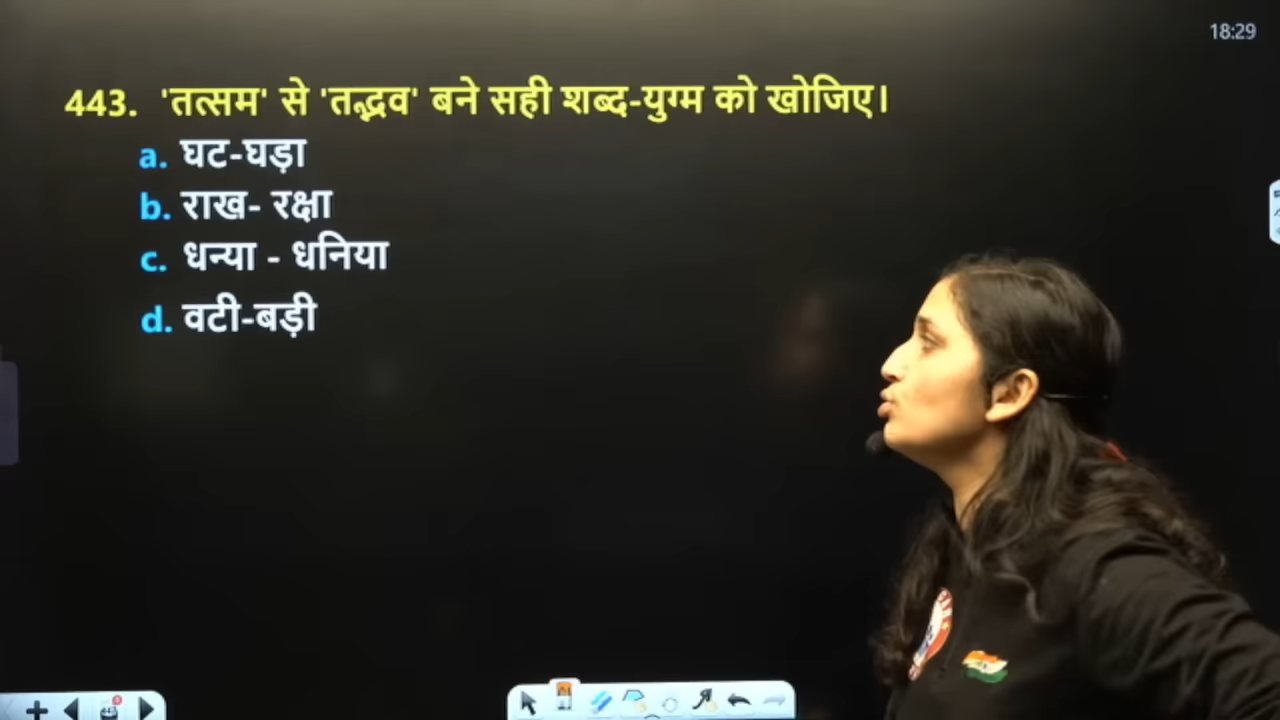 18:29
443. 'तत्सम' से 'तद्भव' बने सही शब्द-युग्म को खोजिए।
a. घट-घड़ा
b. राख- रक्षा
c. धन्या - धनिया
d. वटी-बड़ी